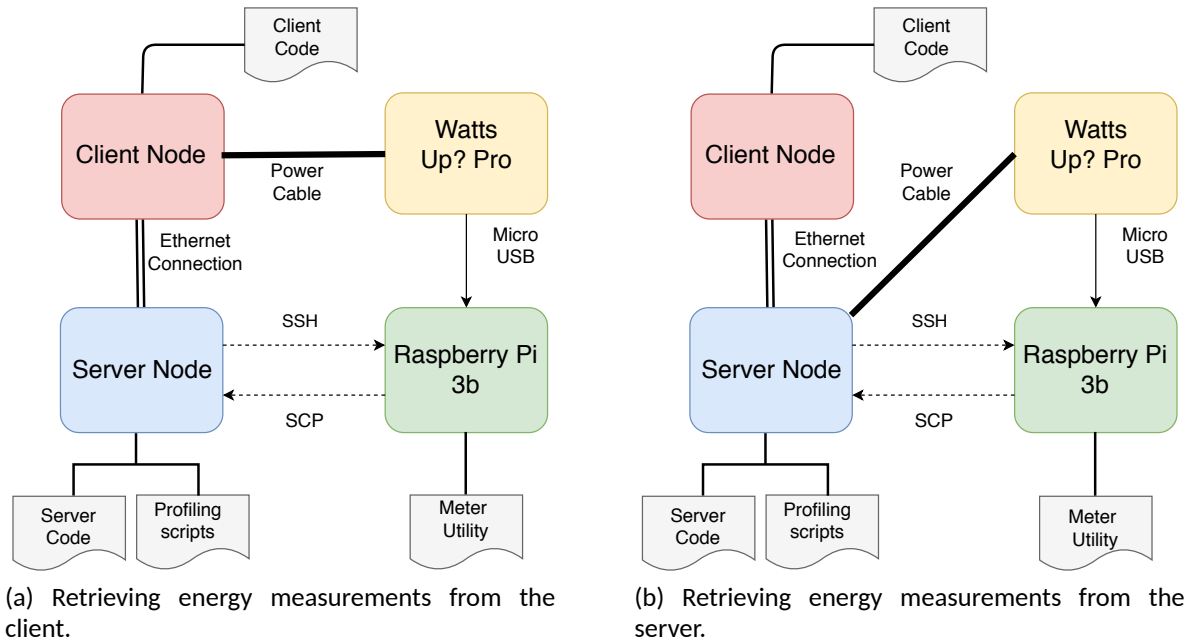 Client
Code
Client Node
Watts
Up? Pro
Power
Cable
Ethernet
Connection
Micro
USB
Server Node
SSH
SCP
Raspberry Pi
3b
Server
Code
Profiling
scripts
Meter
Utility
(a) Retrieving energy measurements from the
client.
Client
Code
Client Node
Watts
Up? Pro
Power
Cable
Ethernet
Connection
Micro
USB
Server Node
SSH
SCP
Raspberry Pi
3b
Server
Code
Profiling
scripts
Meter
Utility
(b) Retrieving energy measurements from the
server.